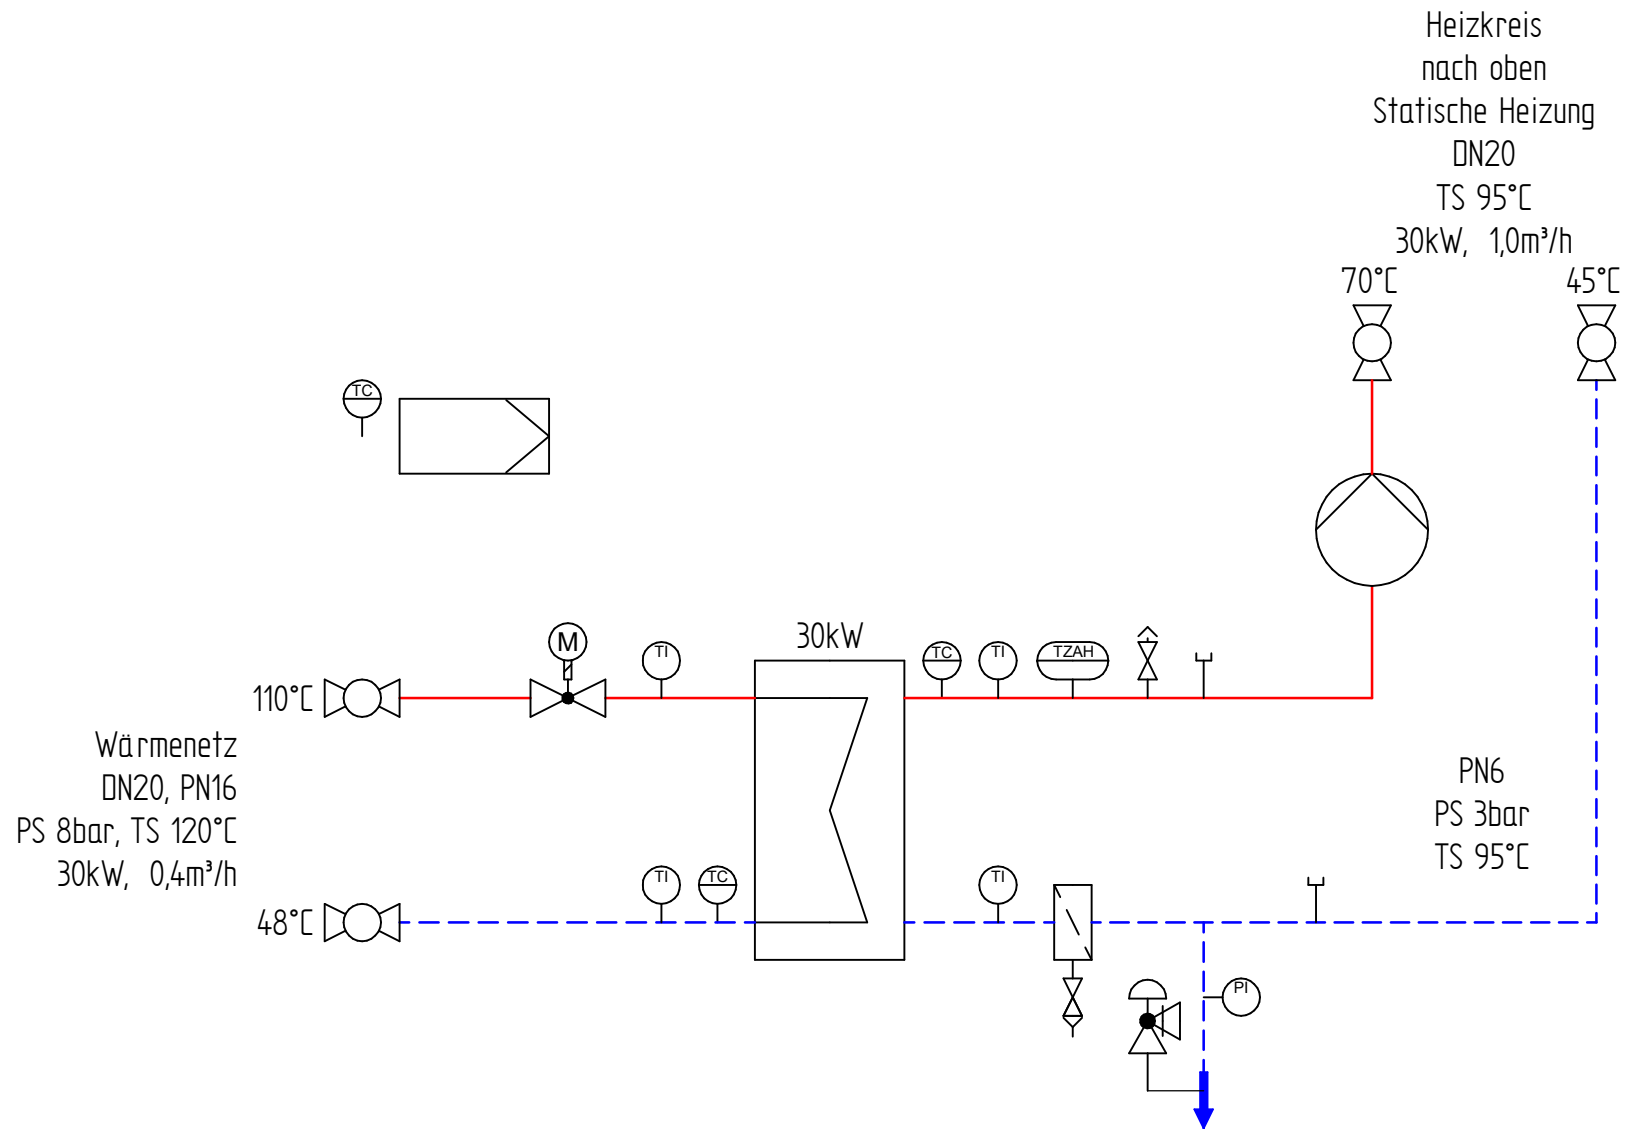 Heizkreis
nach oben
Statische Heizung
DN20
TS 95°C
30kW, 1,0m³/h
70°C
45°C
TC
M
TI
30kW
TC
TI
TZAH
110°C
Wärmenetz
DN20, PN16
PS 8bar, TS 120°C
30kW, 0,4m³/h
PN6
PS 3bar
TS 95°C
TI
TC
TI
48°C
PI